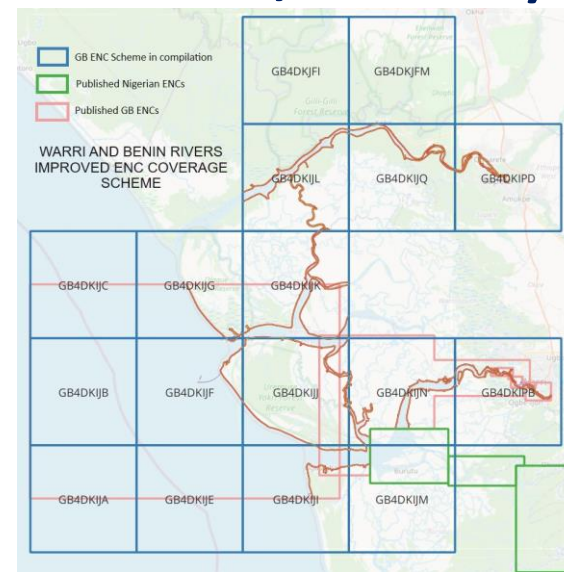 GB ENC Scheme in compilation
Published Nigerian ENCs
Published GB ENCs
WARRI AND BENIN RIVERS
IMPROVED ENC COVERAGE
SCHEME
GB4DKJFI
GB4DKJFM
GB4DKIJL
GB4DKIJQ
GB4DKIPD
GB4DKIJC
GB4DKIJG
GB4DKIJK
GB4DKIJB
GB4DKIJF
GB4DKIJJ
GB4DKIJN
GB4DKIPB
GB4DKIJA
GB4DKIJE
GB4DKIJI
GB4DKIJM